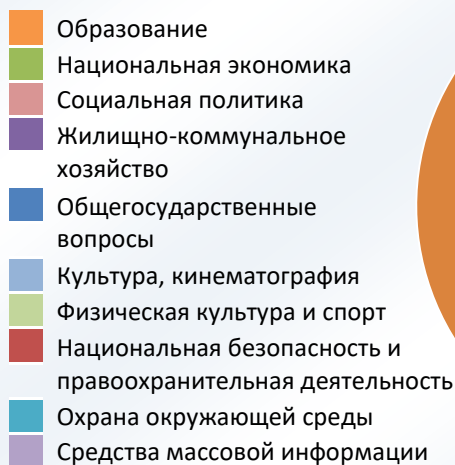 Образование
Национальная экономика
Социальная политика
Жилищно-коммунальное
хозяйство
Общегосударственные
вопросы
Культура, кинематография
Физическая культура и спорт
Национальная безопасность и
правоохранительная деятельность
Охрана окружающей среды
Средства массовой информации